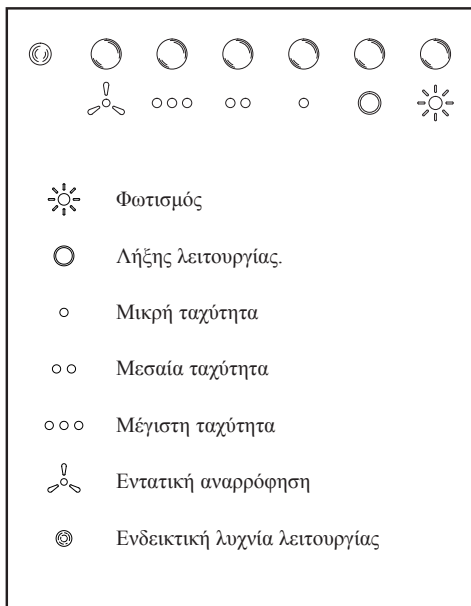 Φωτισμός
Λήξης λειτουργίας.
Μικρή ταχύτητα
Μεσαία ταχύτητα
Μέγιστη ταχύτητα
Εντατική αναρρόφηση
Ενδεικτική λυχνία λειτουργίας